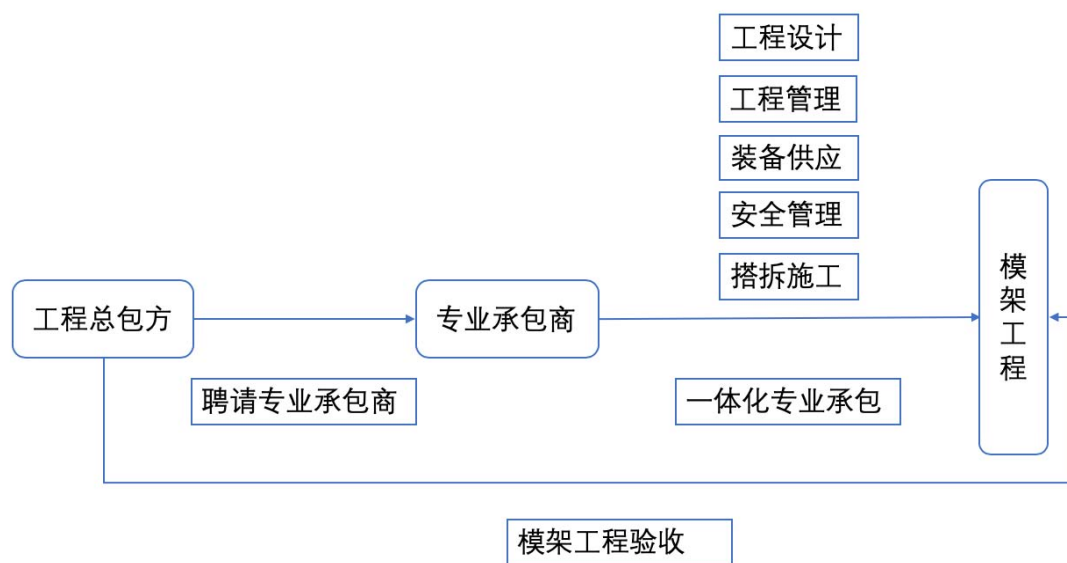 工程设计
工程管理
装备供应
安全管理
搭拆施工
工程总包方
专业承包商
模架工程
聘请专业承包商
一体化专业承包
模架工程验收